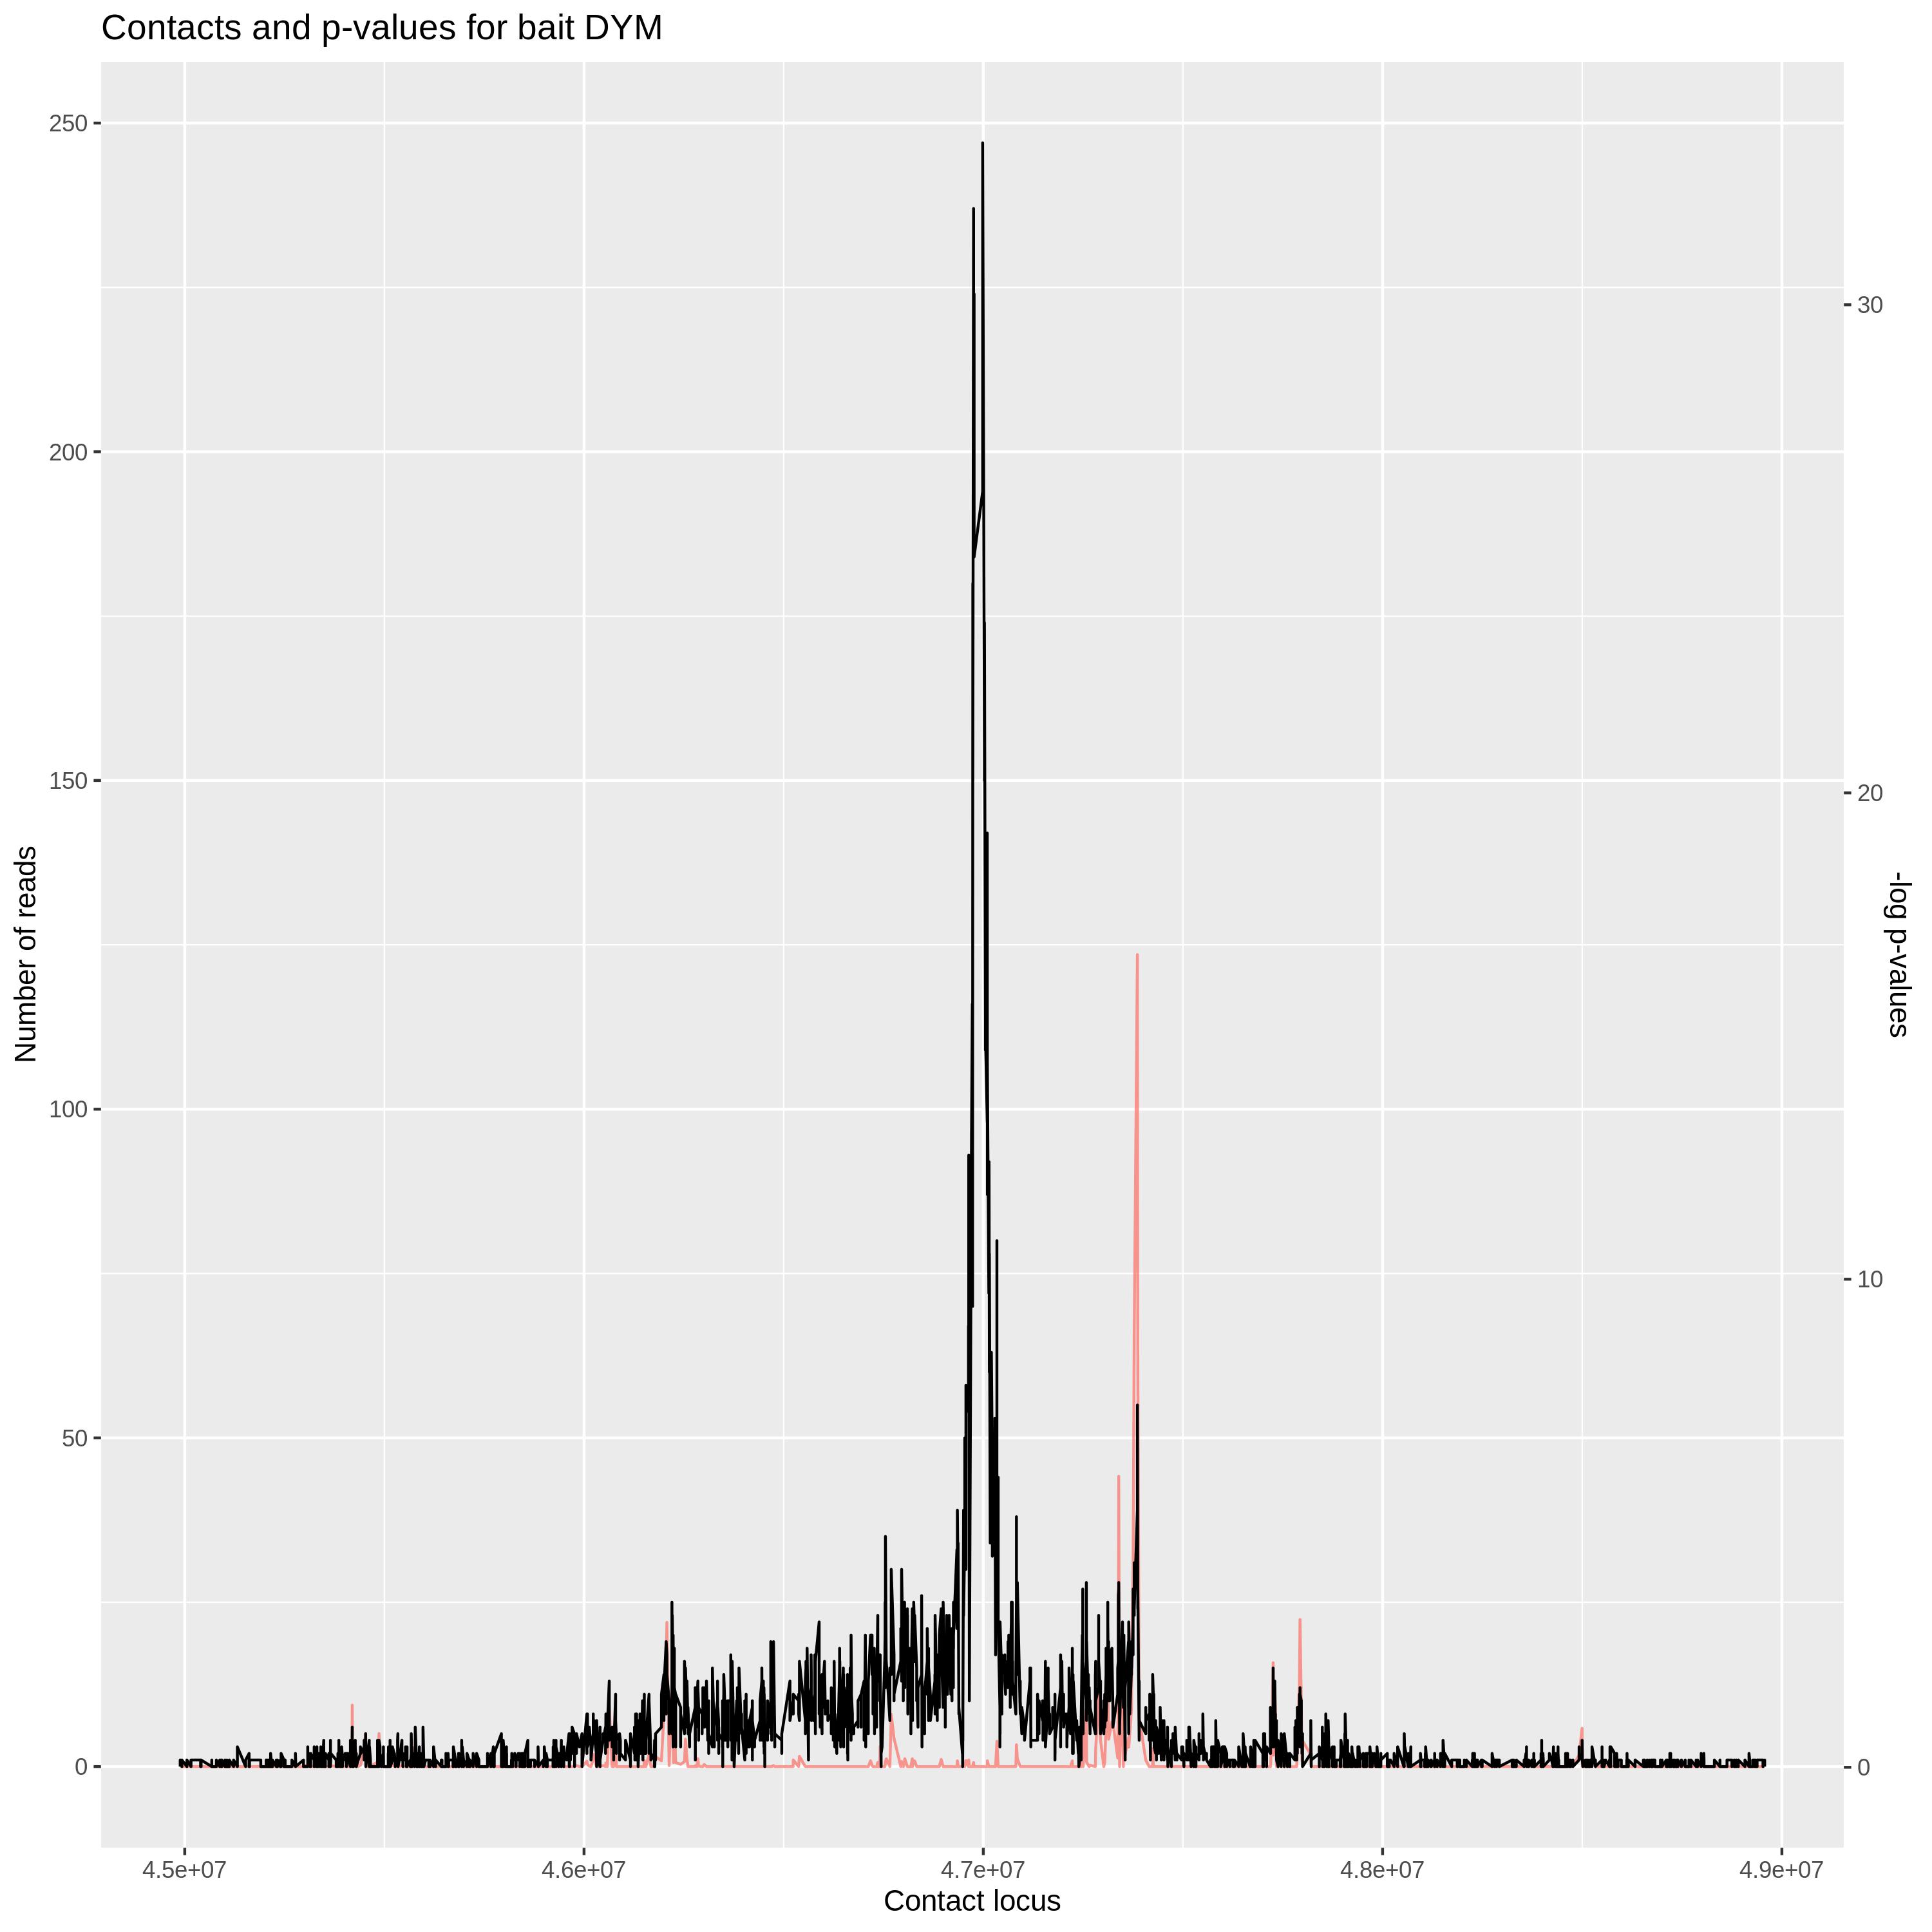 Contacts and p-values for bait DYM
250
200
150
100
50
0
Number of reads
30
20
10
0
-log p-values
4.5e+07
4.6e+07
4.7e+07
4.8e+07
4.9e+07
Contact locus